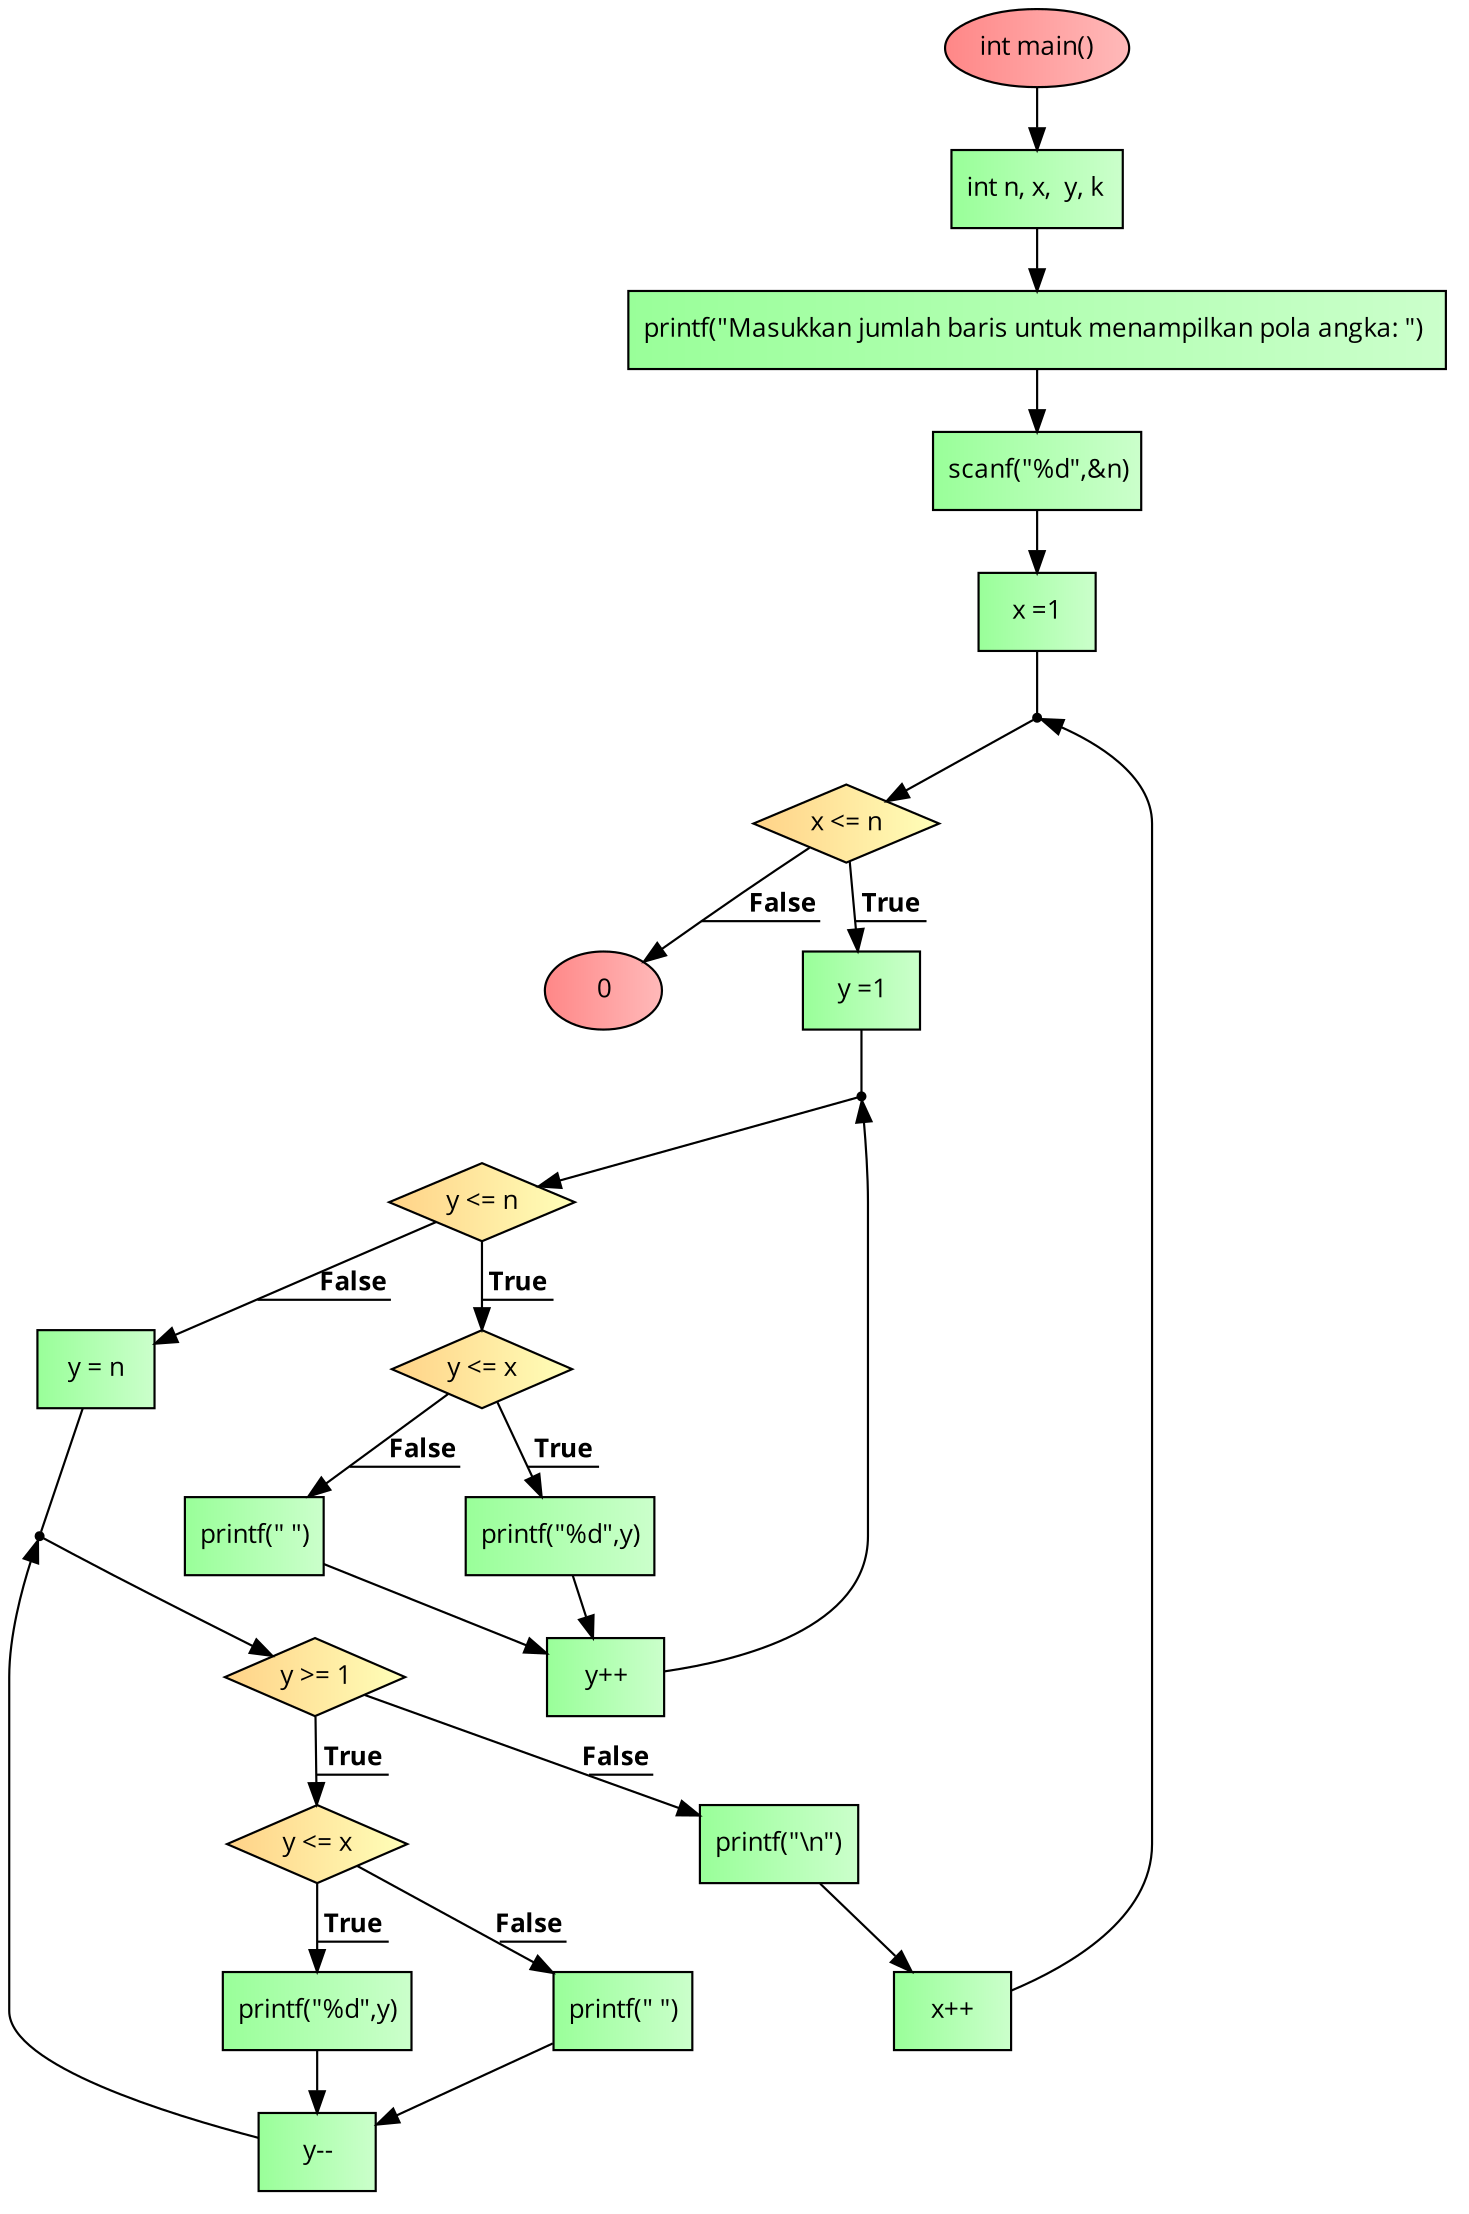 int main()
int n, x,  y, k
printf("Masukkan jumlah baris untuk menampilkan pola angka: ")
scanf("%d",&n)
x =1
x <= n
False
True
0
y =1
y <= n
False
True
y = n
y <= x
False
True
printf(" ")
printf("%d",y)
y >= 1
y++
True
False
y <= x
printf("\n")
True
False
printf("%d",y)
printf(" ")
x++
y--